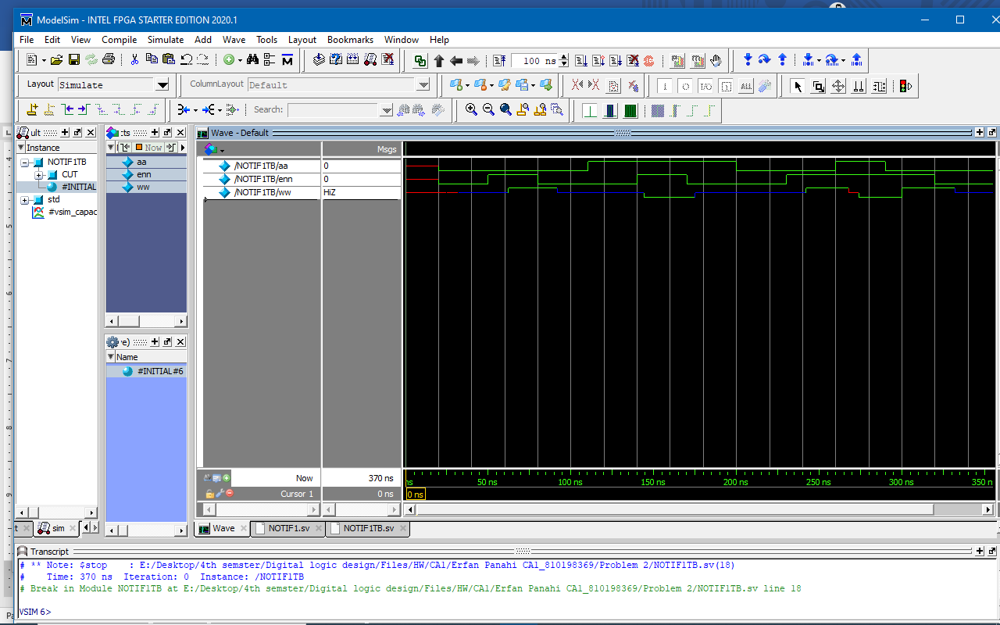 ModelSim - INTEL FPGA STARTER EDITION 2020.1
File Edit View Compile Simulate Add Wave Tools Layout Bookmarks Window Help
100 ns
Layout Simulate
ColumnLayout Default
Search:
ult
Instance
NOTIF1TB
CUT
#INITIAL
std
#vsim_capac
:ts
Now
aa
enn
ww
Name
#INITIAL#6
Wave - Default
Msgs
/NOTIF1TB/aa 0
/NOTIF1TB/enn 0
/NOTIF1TB/ww HiZ
Now 370 ns
Cursor 1 0 ns
ns 50 ns 100 ns 150 ns 200 ns 250 ns 300 ns 350 n
0 ns
t sim
Wave NOTIF1.sv NOTIF1TB.sv
Transcript
# ** Note: $stop    : E:/Desktop/4th semster/Digital logic design/Files/HW/CA1/Erfan Panahi CA1_810198369/Problem 2/NOTIF1TB.sv(18)
#    Time: 370 ns  Iteration: 0  Instance: /NOTIF1TB
# Break in Module NOTIF1TB at E:/Desktop/4th semster/Digital logic design/Files/HW/CA1/Erfan Panahi CA1_810198369/Problem 2/NOTIF1TB.sv line 18
VSIM 6>
4
5
6
7
8
9
Pa